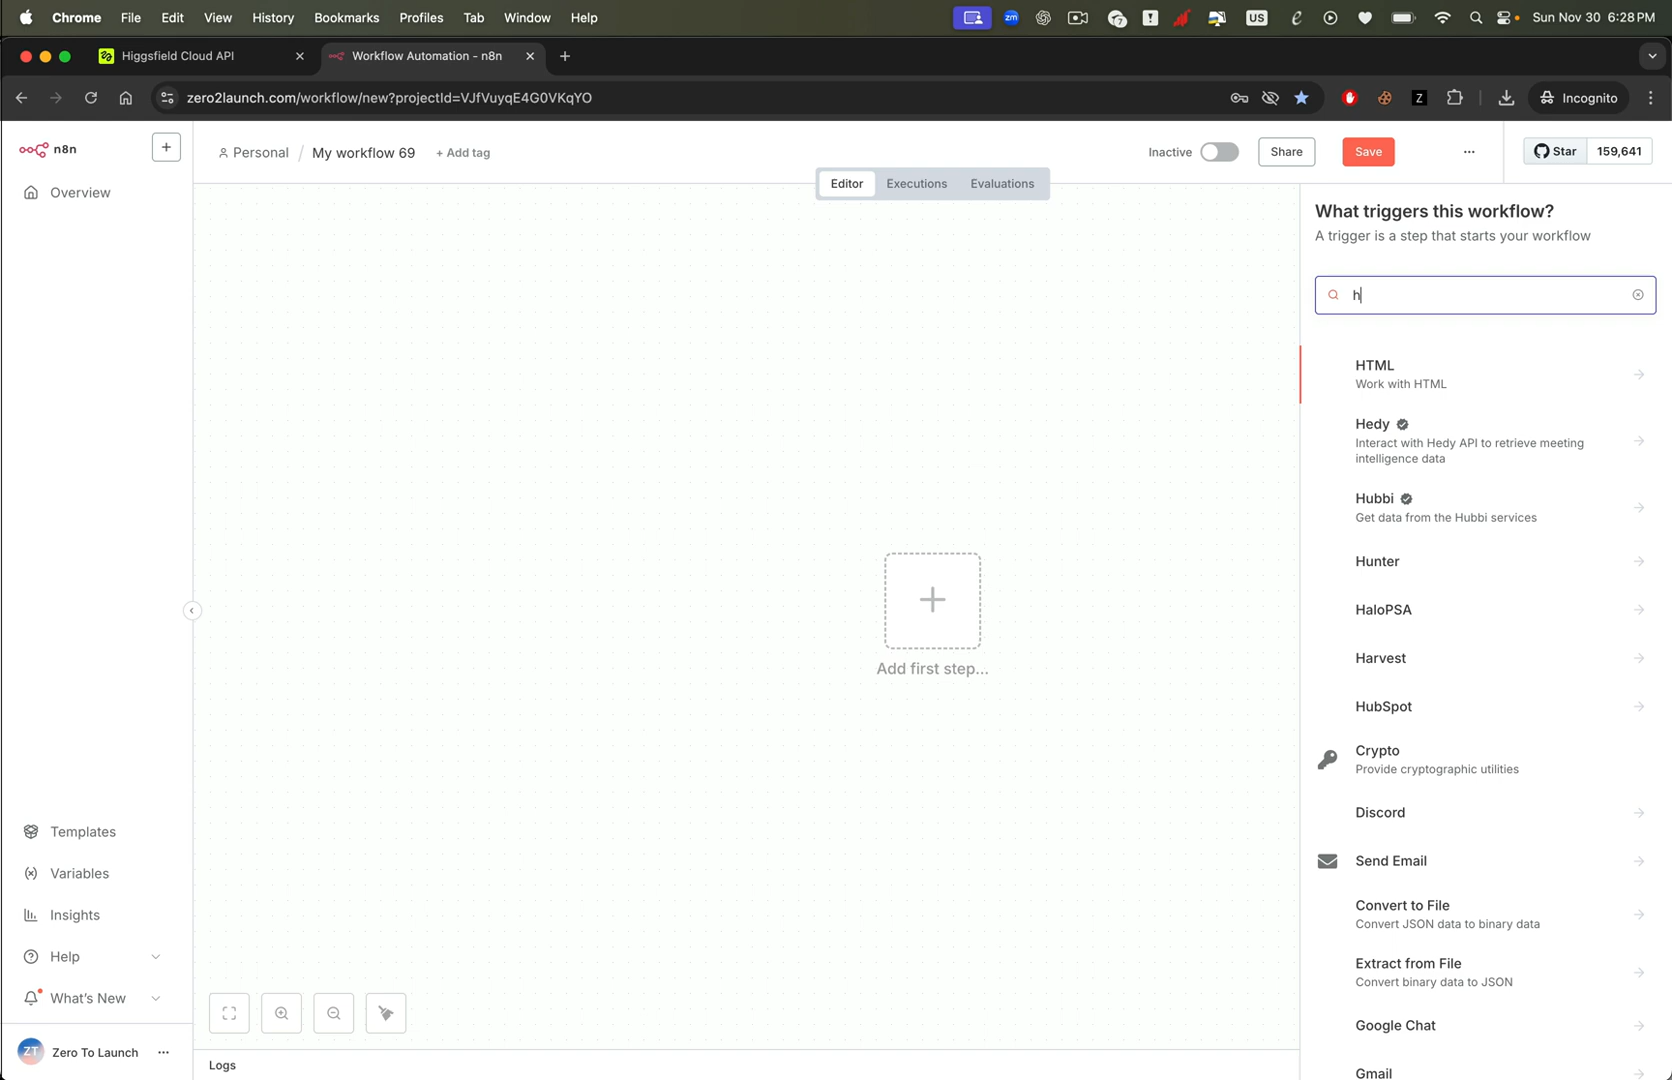 Chrome File Edit View History Bookmarks Profiles Tab Window Help zm 7 US Sun Nov 30 6:28 PM
Higgsfield Cloud API Workflow Automation - n8n
zero2launch.com/workflow/new?projectId=VJfVuyqE4G0VKqYO Z Incognito
n8n
Personal / My workflow 69 + Add tag Inactive Share Save Star 159,641
Editor Executions Evaluations
Overview
What triggers this workflow?
A trigger is a step that starts your workflow
h
HTML
Work with HTML
Hedy
Interact with Hedy API to retrieve meeting
intelligence data
Hubbi
Get data from the Hubbi services
Hunter
HaloPSA
Add first step...
Harvest
HubSpot
Crypto
Provide cryptographic utilities
Discord
Send Email
Convert to File
Convert JSON data to binary data
Extract from File
Convert binary data to JSON
Google Chat
Gmail
Templates
Variables
Insights
Help
What's New
ZT Zero To Launch
Logs